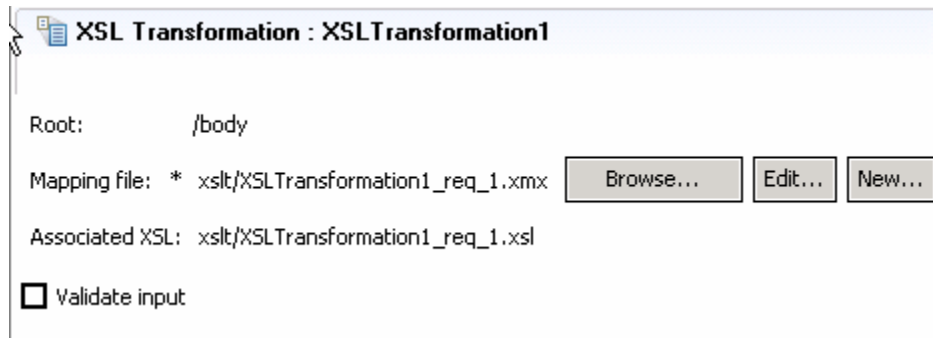 XSL Transformation : XSLTransformation1
Root: /body
Mapping file: * xslt/XSLTransformation1_req_1.xmx Browse... Edit... New...
Associated XSL: xslt/XSLTransformation1_req_1.xsl
Validate input